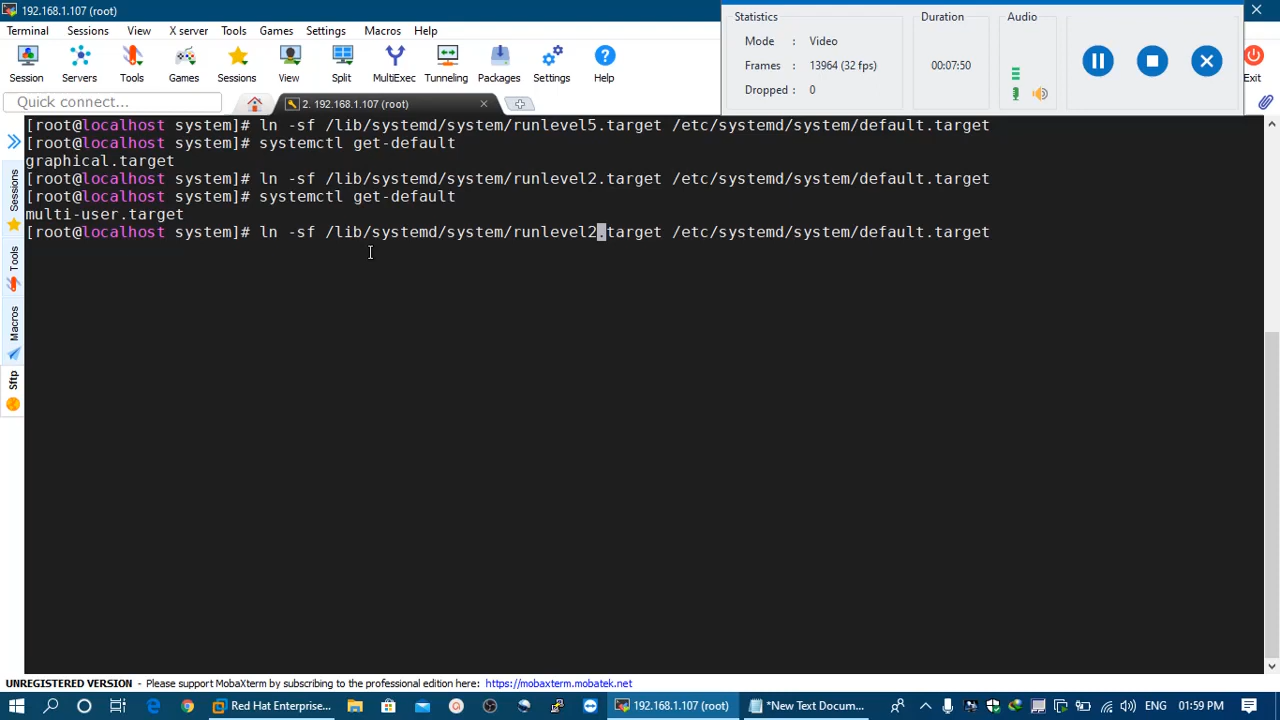 192.168.1.107 (root)
Terminal Sessions View X server Tools Games Settings Macros Help
Session Servers Tools Games Sessions View Split MultiExec Tunneling Packages Settings Help
Exit
Statistics
Mode : Video
Frames : 13964 (32 fps)
Dropped : 0
Duration
00:07:50
Audio
Quick connect...
2. 192.168.1.107 (root)
[root@localhost system]# ln -sf /lib/systemd/system/runlevel5.target /etc/systemd/system/default.target
[root@localhost system]# systemctl get-default
graphical.target
[root@localhost system]# ln -sf /lib/systemd/system/runlevel2.target /etc/systemd/system/default.target
[root@localhost system]# systemctl get-default
multi-user.target
[root@localhost system]# ln -sf /lib/systemd/system/runlevel2.target /etc/systemd/system/default.target
Sessions
Tools
Macros
Sftp
UNREGISTERED VERSION - Please support MobaXterm by subscribing to the professional edition here: https://mobaxterm.mobatek.net
Red Hat Enterprise...
192.168.1.107 (root)
*New Text Docum...
ENG
01:59 PM